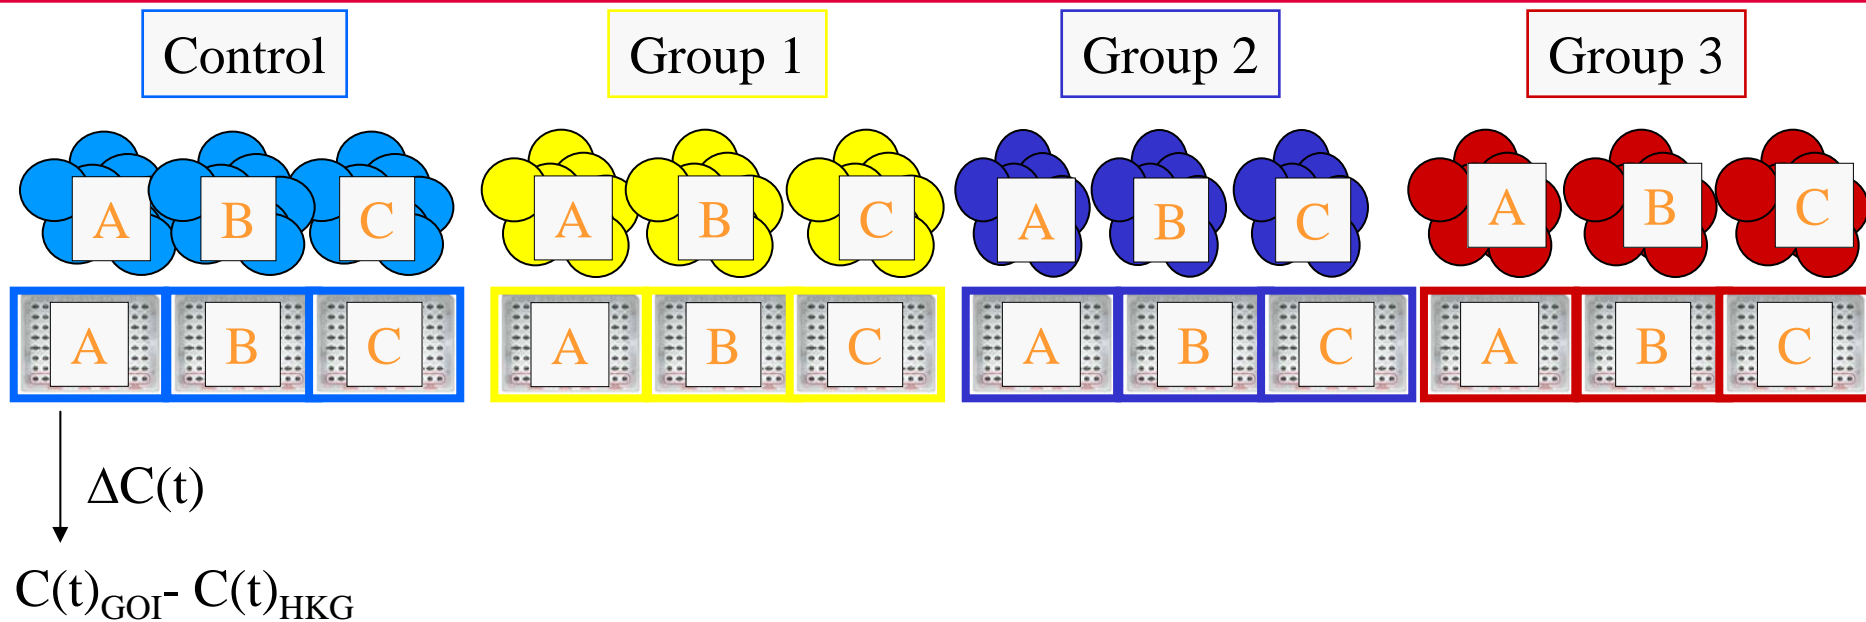 Control Group 1 Group 2 Group 3
A B C A B C A B C A B C
A B C A B C A B C A B C
ΔC(t)
C(t)GOI- C(t)HKG